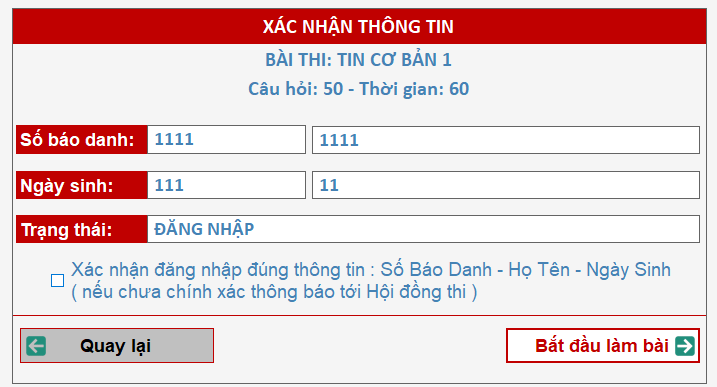 XÁC NHẬN THÔNG TIN
BÀI THI: TIN CƠ BẢN 1
Câu hỏi: 50 - Thời gian: 60
Số báo danh: 1111 1111
Ngày sinh: 111 11
Trạng thái: ĐĂNG NHẬP
Xác nhận đăng nhập đúng thông tin : Số Báo Danh - Họ Tên - Ngày Sinh
( nếu chưa chính xác thông báo tới Hội đồng thi )
Quay lại Bắt đầu làm bài